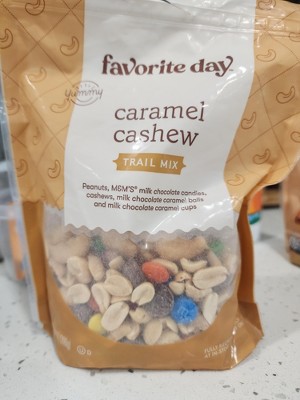 favorite day
Yummy
caramel
cashew
TRAIL MIX
Peanuts, M&M'S® milk chocolate candies,
cashews, milk chocolate caramel balls
and milk chocolate caramel cups